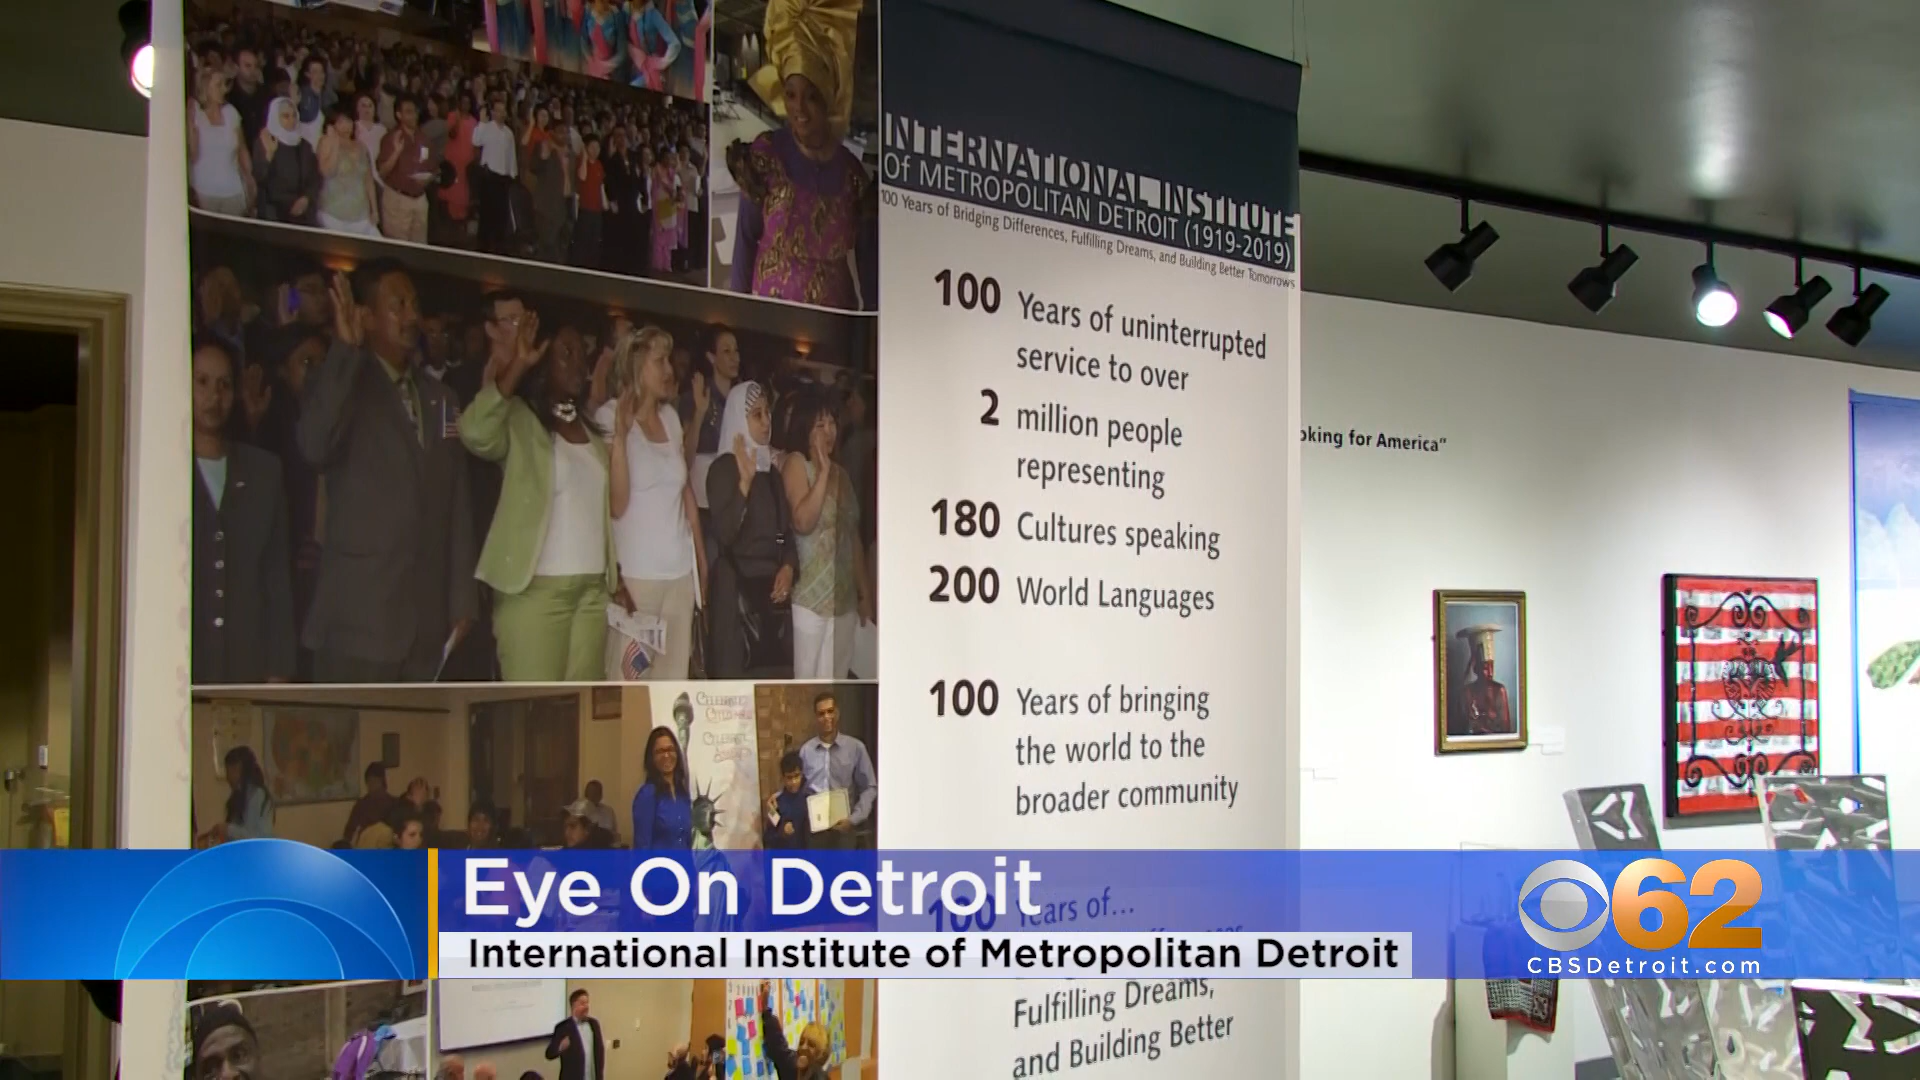 INTERNATIONAL INSTITUTE
Of METROPOLITAN DETROIT (1919-2019)
100 Years of Bridging Differences, Fulfilling Dreams, and Building Better Tomorrows
100 Years of uninterrupted
service to over
2 million people
representing
180 Cultures speaking
200 World Languages
100 Years of bringing
the world to the
broader community
100 Years of...
Fulfilling Dreams,
and Building Better
oking for America"
Eye On Detroit
International Institute of Metropolitan Detroit
62
CBSDetroit.com